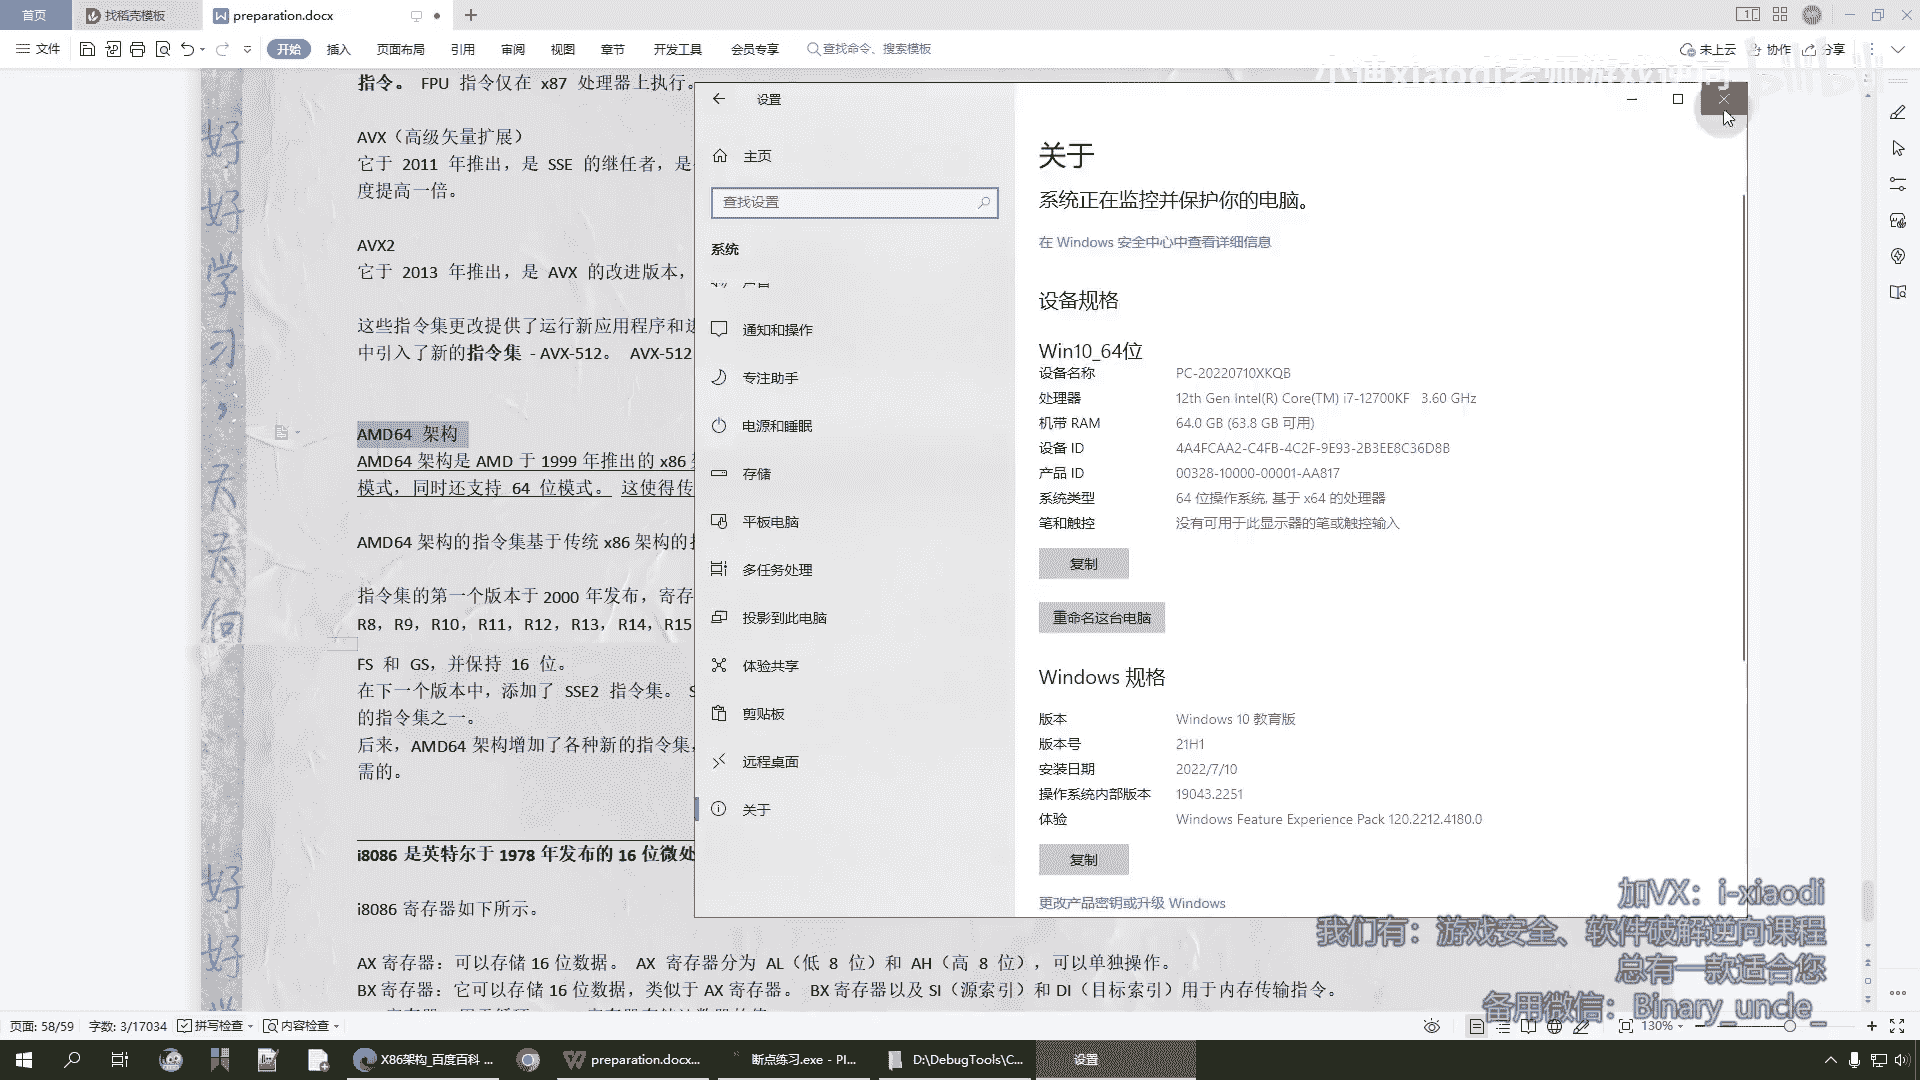 首页
找稻壳模板
preparation.docx
文件
开始
插入
页面布局
引用
审阅
视图
章节
开发工具
会员专享
查找命令、搜索模板
未上云
协作
分享
小迪xiaodi老师游戏逆向
bilibili
指令。 FPU 指令仅在 x87 处理器上执行。
AVX（高级矢量扩展）
它于 2011 年推出，是 SSE 的继任者，是
度提高一倍。
AVX2
它于 2013 年推出，是 AVX 的改进版本，
这些指令集更改提供了运行新应用程序和
中引入了新的指令集 - AVX-512。 AVX-512
AMD64 架构
AMD64 架构是 AMD 于 1999 年推出的 x86
模式，同时还支持 64 位模式。 这使得传
AMD64 架构的指令集基于传统 x86 架构的
指令集的第一个版本于 2000 年发布，寄存
R8，R9，R10，R11，R12，R13，R14，R15
FS 和 GS，并保持 16 位。
在下一个版本中，添加了 SSE2 指令集。
的指令集之一。
后来，AMD64 架构增加了各种新的指令集，
需的。
i8086 是英特尔于 1978 年发布的 16 位微处
i8086 寄存器如下所示。
AX 寄存器：可以存储 16 位数据。 AX 寄存器分为 AL（低 8 位）和 AH（高 8 位），可以单独操作。
BX 寄存器：它可以存储 16 位数据，类似于 AX 寄存器。 BX 寄存器以及 SI（源索引）和 DI（目标索引）用于内存传输指令。
好好学习，天天向
好好
设置
主页
查找设置
系统
声音
通知和操作
专注助手
电源和睡眠
存储
平板电脑
多任务处理
投影到此电脑
体验共享
剪贴板
远程桌面
关于
关于
系统正在监控并保护你的电脑。
在 Windows 安全中心中查看详细信息
设备规格
Win10_64位
设备名称 PC-20220710XKQB
处理器 12th Gen Intel(R) Core(TM) i7-12700KF 3.60 GHz
机带 RAM 64.0 GB (63.8 GB 可用)
设备 ID 4A4FCAA2-C4FB-4C2F-9E93-2B3EE8C36D8B
产品 ID 00328-10000-00001-AA817
系统类型 64 位操作系统, 基于 x64 的处理器
笔和触控 没有可用于此显示器的笔或触控输入
复制
重命名这台电脑
Windows 规格
版本 Windows 10 教育版
版本号 21H1
安装日期 2022/7/10
操作系统内部版本 19043.2251
体验 Windows Feature Experience Pack 120.2212.4180.0
复制
更改产品密钥或升级 Windows
加VX：i-xiaodi
我们有：游戏安全、软件破解逆向课程
总有一款适合您
备用微信：Binary_uncle_
页面: 58/59
字数: 3/17034
拼写检查
内容检查
130%
X86架构_百度百科 ...
preparation.docx...
断点练习.exe - PI...
D:\DebugTools\C...
设置